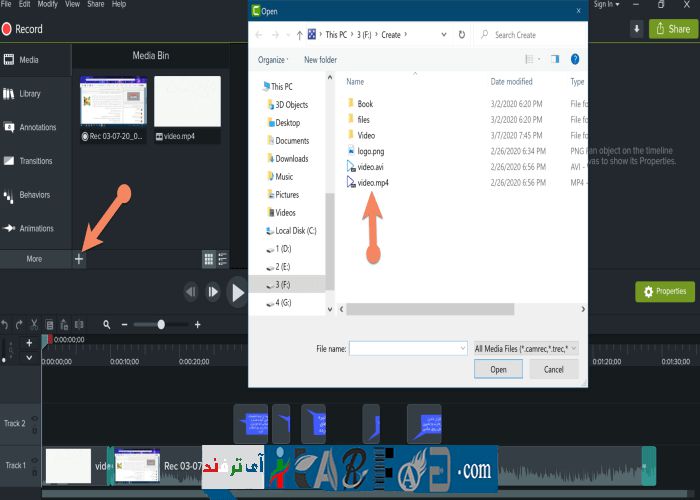 File Edit Modify View Share Help
Open
Sign In
Record
Share
This PC > 3 (F:) > Create >
Search Create
Organize
New folder
Media
Media Bin
Library
Annotations
Transitions
Behaviors
Animations
More
Rec 03-07-20_0...
video.mp4
This PC
3D Objects
Desktop
Documents
Downloads
Music
Pictures
Videos
Local Disk (C:)
1 (D:)
2 (E:)
3 (F:)
4 (G:)
Name Date modified Type
Book 3/2/2020 6:20 PM File fo
files 3/2/2020 6:20 PM File fo
Video 3/7/2020 7:45 PM File fo
logo.png 2/26/2020 6:34 PM PNG
video.avi 2/26/2020 6:56 PM AVI -
video.mp4 2/26/2020 6:56 PM MP4 -
an object on the timeline
was to show its Properties.
Properties
File name:
All Media Files (*.camrec,*.trec,*
Open Cancel
0:00:00;00
0:00:00;00 0:00:10;00 0:00:20;00 0:01:20;00 0:01:30;00
Track 2
Track 1
vide
Rec 03-07
آی ترفند
.com